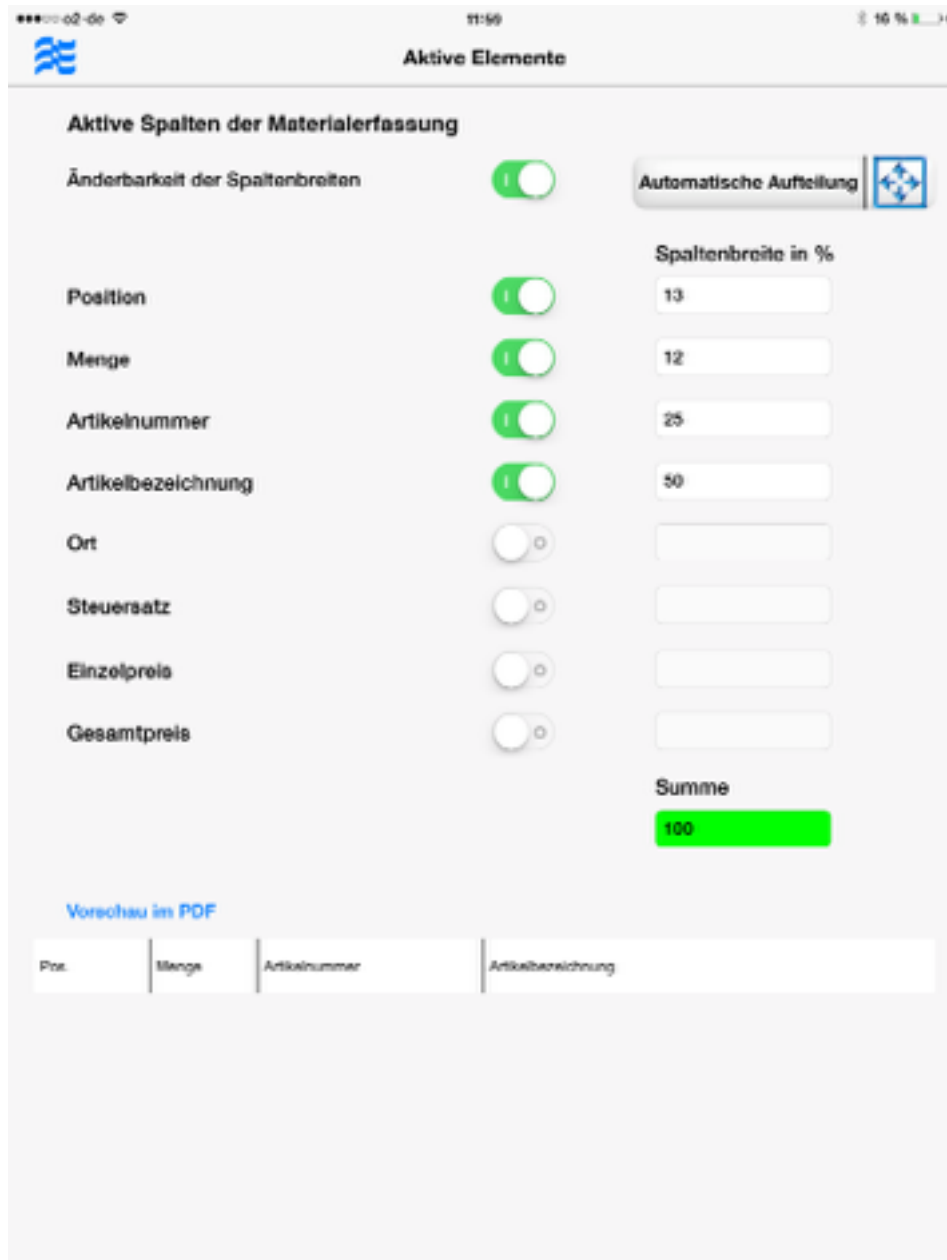 o2-de 11:59 16 %
Aktive Elemente
Aktive Spalten der Materialerfassung
Änderbarkeit der Spaltenbreiten Automatische Aufteilung
Spaltenbreite in %
Position 13
Menge 12
Artikelnummer 25
Artikelbezeichnung 50
Ort
Steuersatz
Einzelpreis
Gesamtpreis
Summe
100
Vorschau im PDF
Pos. Menge Artikelnummer Artikelbezeichnung